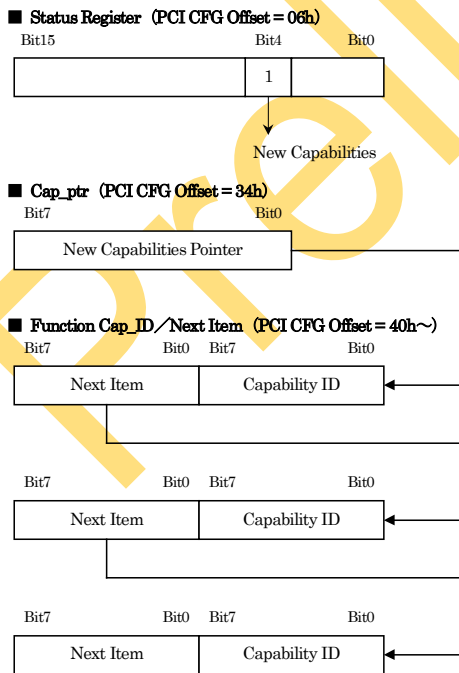 ■ Status Register (PCI CFG Offset = 06h)
Bit15 Bit4 Bit0
1
New Capabilities
■ Cap_ptr (PCI CFG Offset = 34h)
Bit7 Bit0
New Capabilities Pointer
■ Function Cap_ID／Next Item (PCI CFG Offset = 40h～)
Bit7 Bit0 Bit7 Bit0
Next Item Capability ID
Bit7 Bit0 Bit7 Bit0
Next Item Capability ID
Bit7 Bit0 Bit7 Bit0
Next Item Capability ID